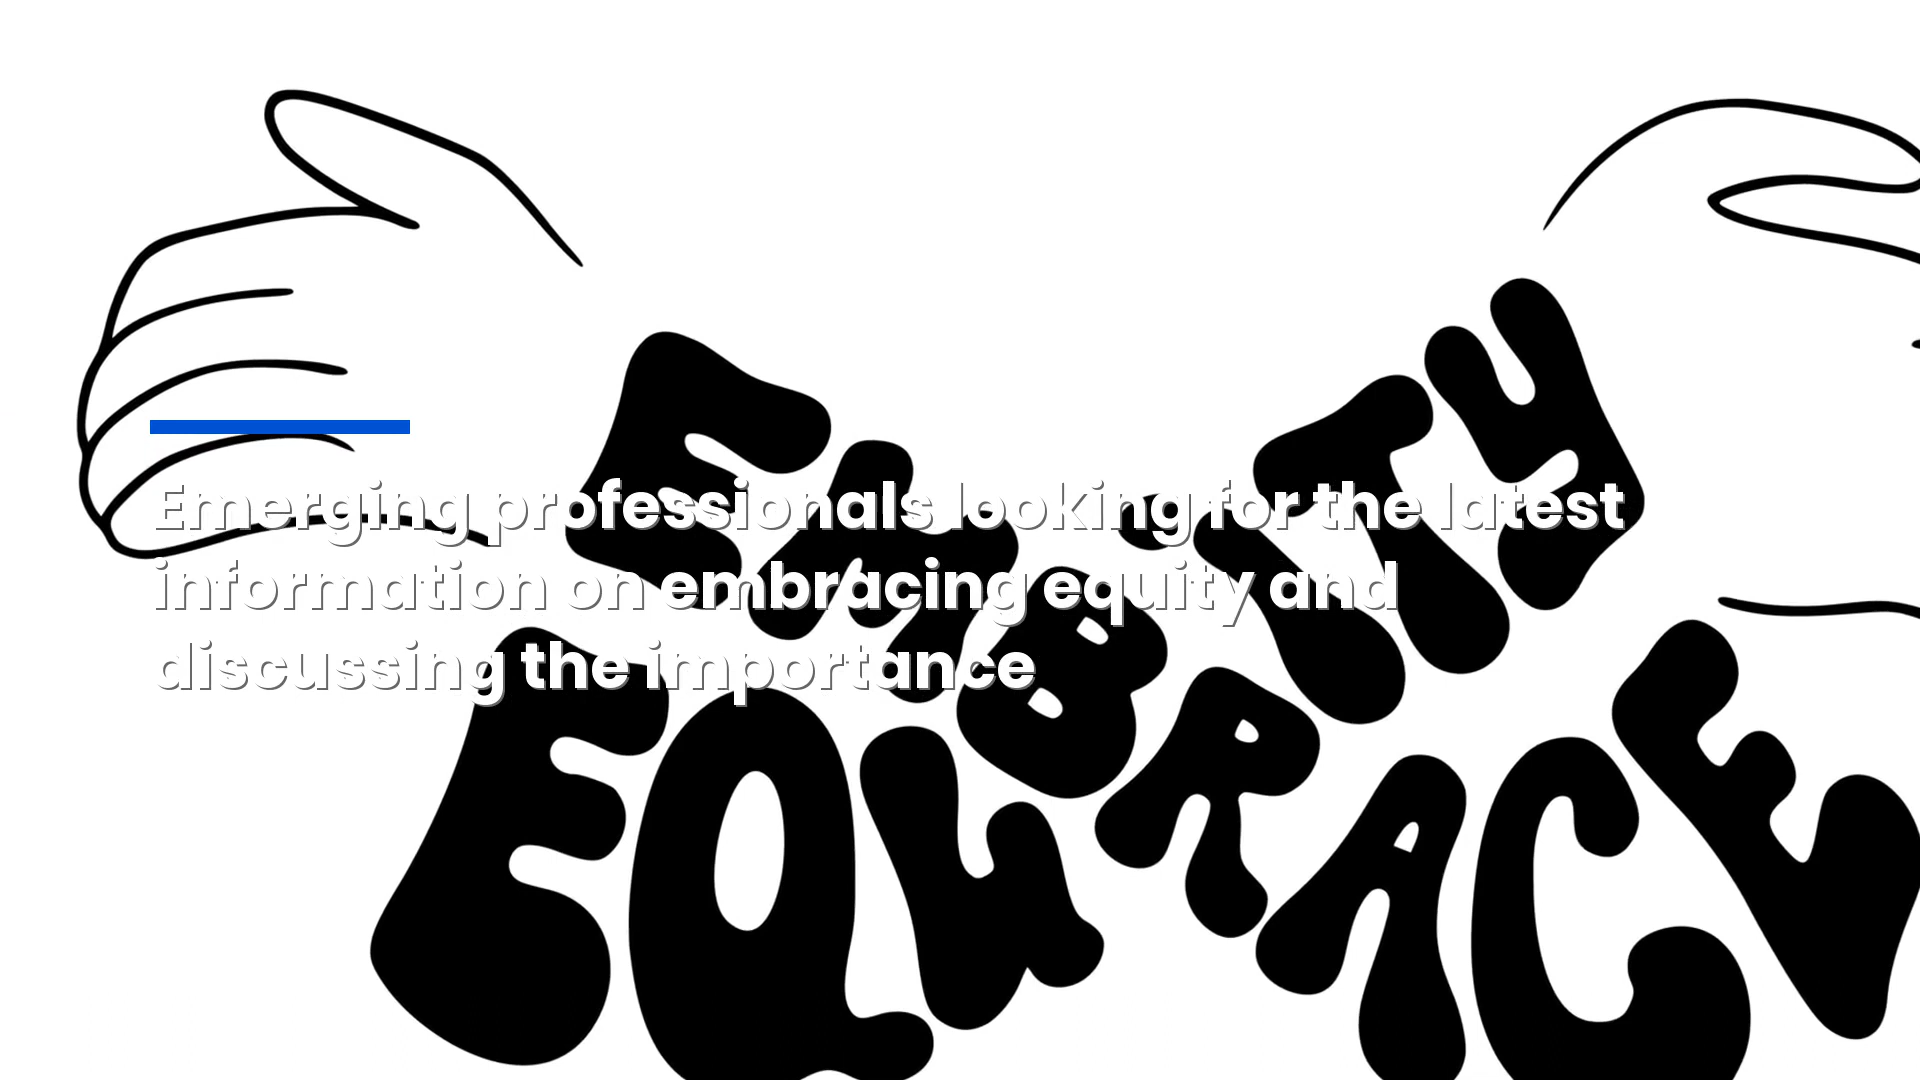 EMBRACE
EQUITY
Emerging professionals looking for the latest
information on embracing equity and
discussing the importance